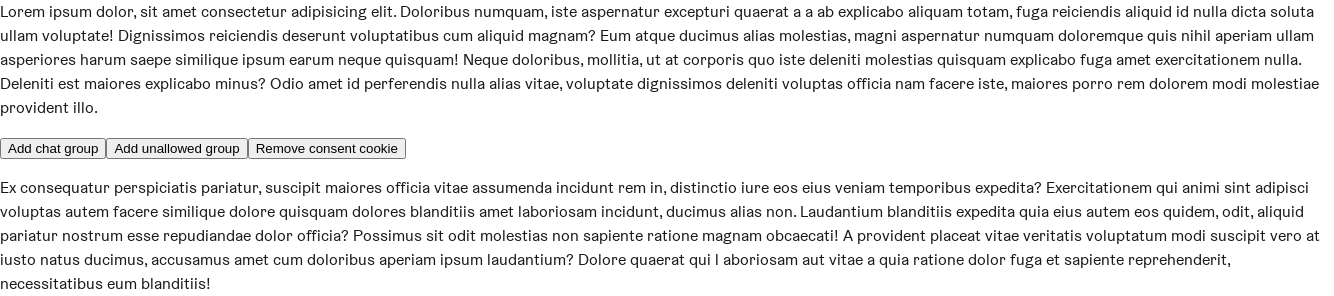 Lorem ipsum dolor, sit amet consectetur adipisicing elit. Doloribus numquam, iste aspernatur excepturi quaerat a a ab explicabo aliquam totam, fuga reiciendis aliquid id nulla dicta soluta
ullam voluptate! Dignissimos reiciendis deserunt voluptatibus cum aliquid magnam? Eum atque ducimus alias molestias, magni aspernatur numquam doloremque quis nihil aperiam ullam
asperiores harum saepe similique ipsum earum neque quisquam! Neque doloribus, mollitia, ut at corporis quo iste deleniti molestias quisquam explicabo fuga amet exercitationem nulla.
Deleniti est maiores explicabo minus? Odio amet id perferendis nulla alias vitae, voluptate dignissimos deleniti voluptas officia nam facere iste, maiores porro rem dolorem modi molestiae
provident illo.
Add chat group Add unallowed group Remove consent cookie
Ex consequatur perspiciatis pariatur, suscipit maiores officia vitae assumenda incidunt rem in, distinctio iure eos eius veniam temporibus expedita? Exercitationem qui animi sint adipisci
voluptas autem facere similique dolore quisquam dolores blanditiis amet laboriosam incidunt, ducimus alias non. Laudantium blanditiis expedita quia eius autem eos quidem, odit, aliquid
pariatur nostrum esse repudiandae dolor officia? Possimus sit odit molestias non sapiente ratione magnam obcaecati! A provident placeat vitae veritatis voluptatum modi suscipit vero at
iusto natus ducimus, accusamus amet cum doloribus aperiam ipsum laudantium? Dolore quaerat qui l aboriosam aut vitae a quia ratione dolor fuga et sapiente reprehenderit,
necessitatibus eum blanditiis!